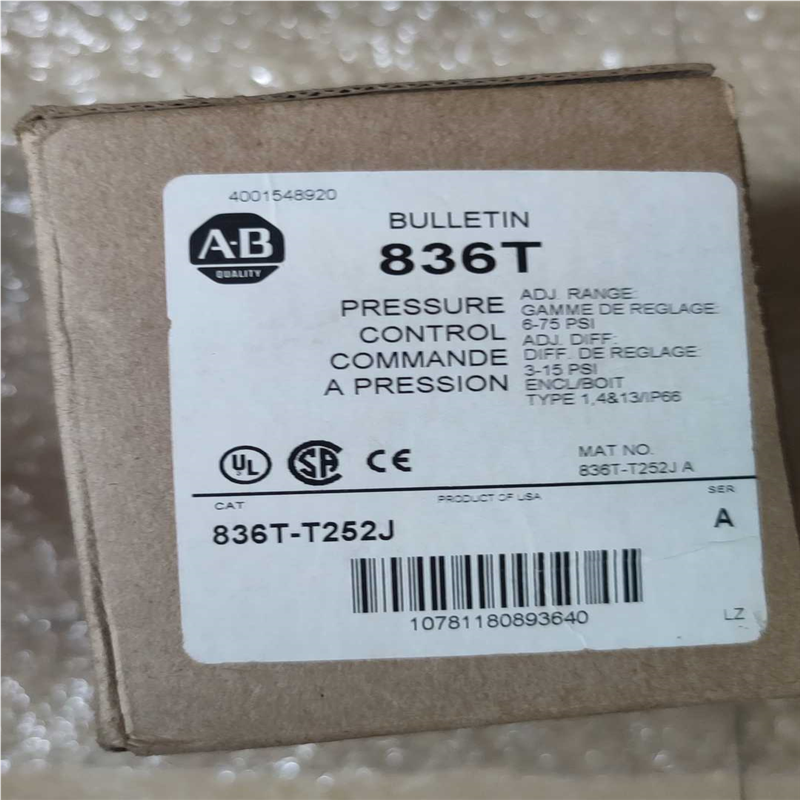 4001548920
A-B
QUALITY
BULLETIN
836T
PRESSURE
CONTROL
COMMANDE
A PRESSION
ADJ. RANGE:
GAMME DE REGLAGE:
6-75 PSI
ADJ. DIFF:
DIFF. DE REGLAGE:
3-15 PSI
ENCL/BOIT
TYPE 1,4&13/IP66
UL
SA
CE
MAT NO.
836T-T252J A
CAT
PRODUCT OF USA
SER
836T-T252J
A
10781180893640
LZ